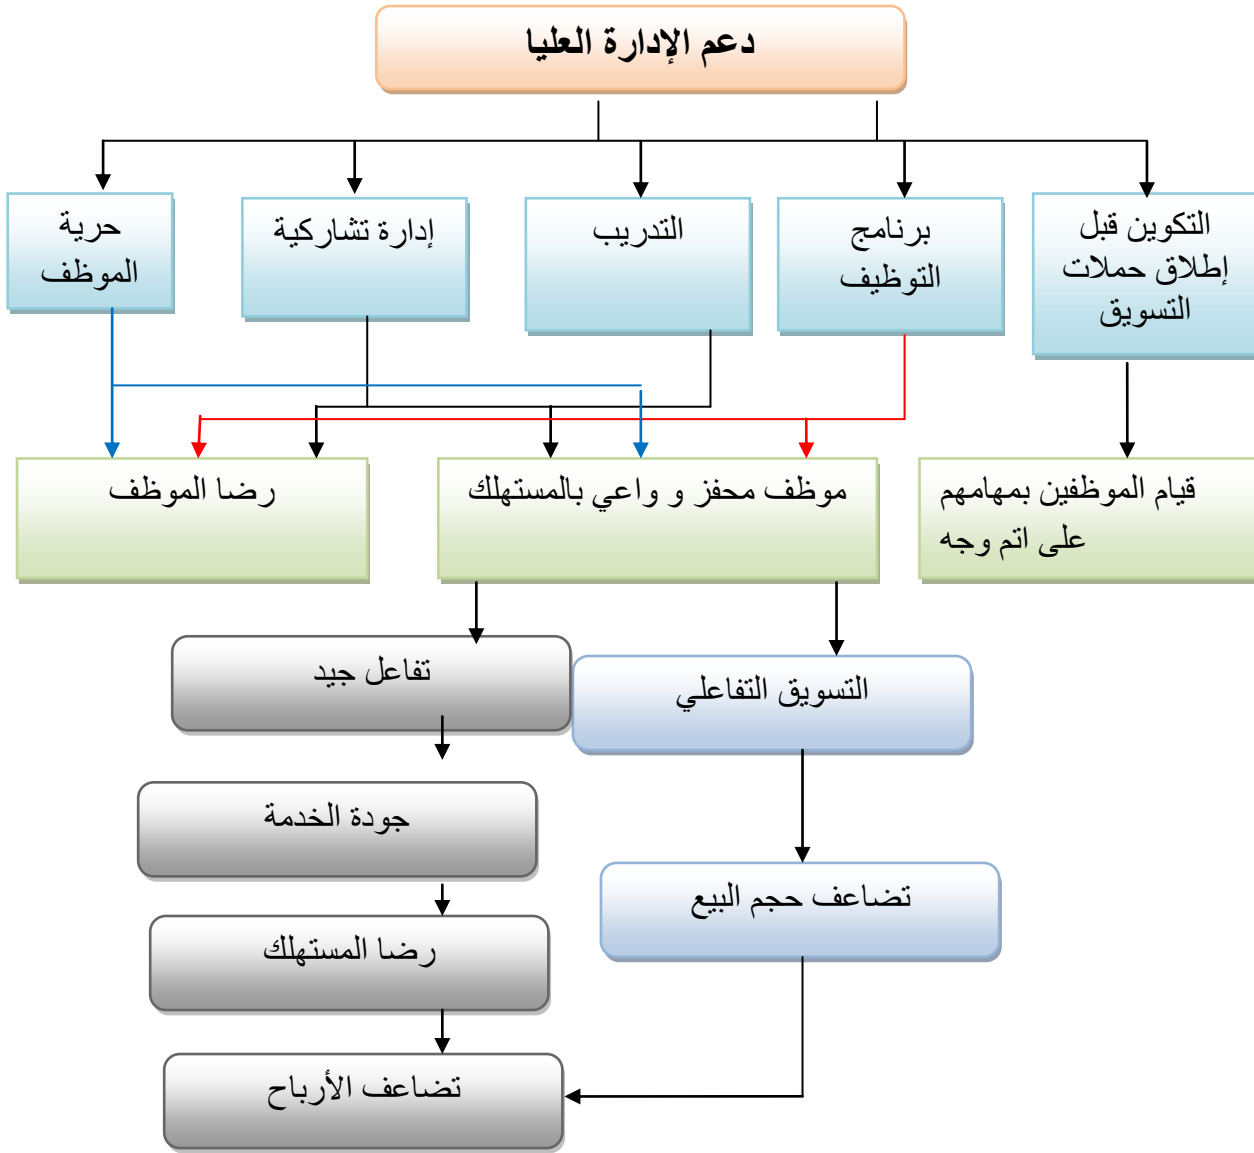 دعم الإدارة العليا
التكوين قبل
إطلاق حملات
التسويق
برنامج
التوظيف
التدريب
إدارة تشاركية
حرية
الموظف
قيام الموظفين بمهامهم
على اتم وجه
موظف محفز و واعي بالمستهلك
رضا الموظف
التسويق التفاعلي
تفاعل جيد
جودة الخدمة
تضاعف حجم البيع
رضا المستهلك
تضاعف الأرباح